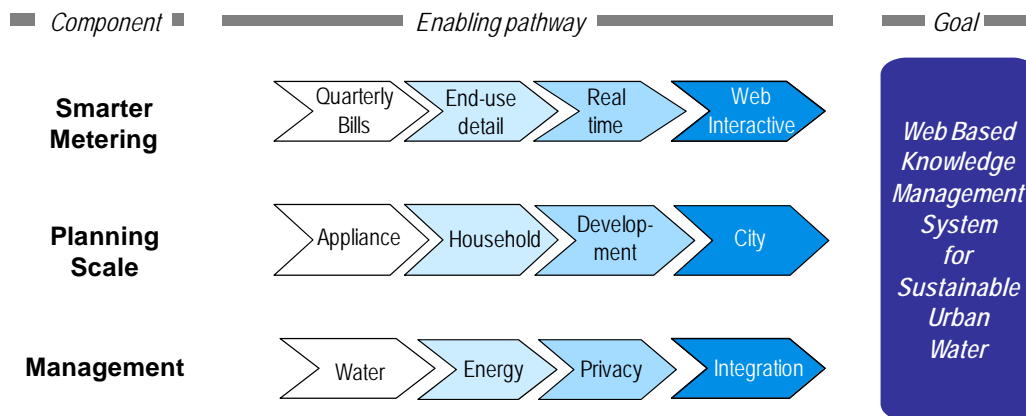 Component
Enabling pathway
Goal
Smarter
Metering
Quarterly
Bills
End-use
detail
Real
time
Web
Interactive
Planning
Scale
Appliance
Household
Develop-
ment
City
Management
Water
Energy
Privacy
Integration
Web Based
Knowledge
Management
System
for
Sustainable
Urban
Water